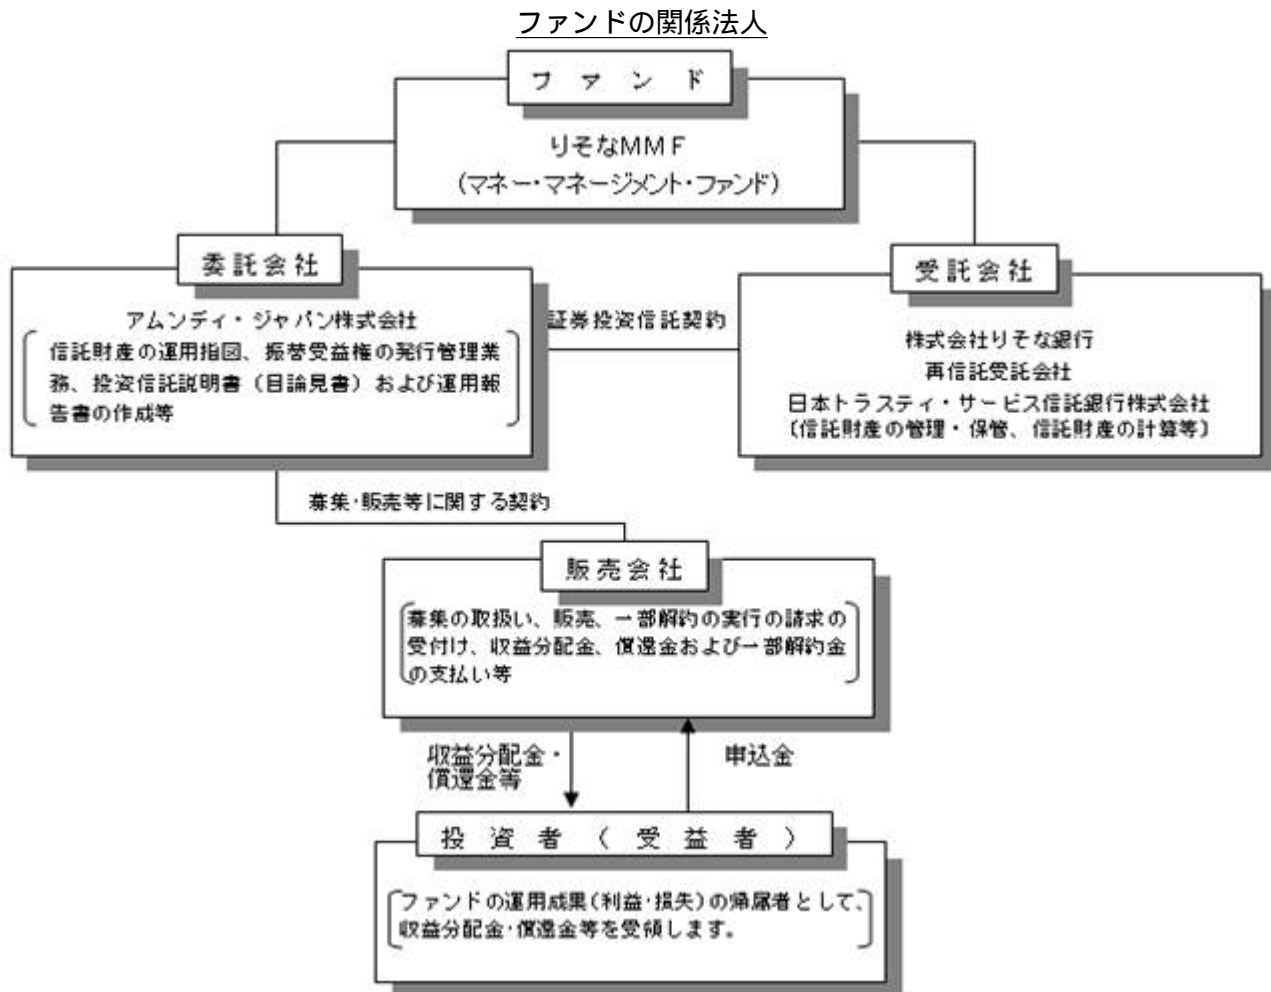 ファンドの関係法人
ファンド
りそなMMF
(マネー・マネージメント・ファンド)
委託会社
アムンディ・ジャパン株式会社
信託財産の運用指図、振替受益権の発行管理業
務、投資信託説明書（目論見書）および運用報
告書の作成等
証券投資信託契約
受託会社
株式会社りそな銀行
再信託受託会社
日本トラスティ・サービス信託銀行株式会社
（信託財産の管理・保管、信託財産の計算等）
募集・販売等に関する契約
販売会社
募集の取扱い、販売、一部解約の実行の請求の
受付け、収益分配金、償還金および一部解約金
の支払い等
収益分配金・
償還金等
申込金
投資者（受益者）
ファンドの運用成果(利益・損失)の帰属者として、
収益分配金・償還金等を受領します。